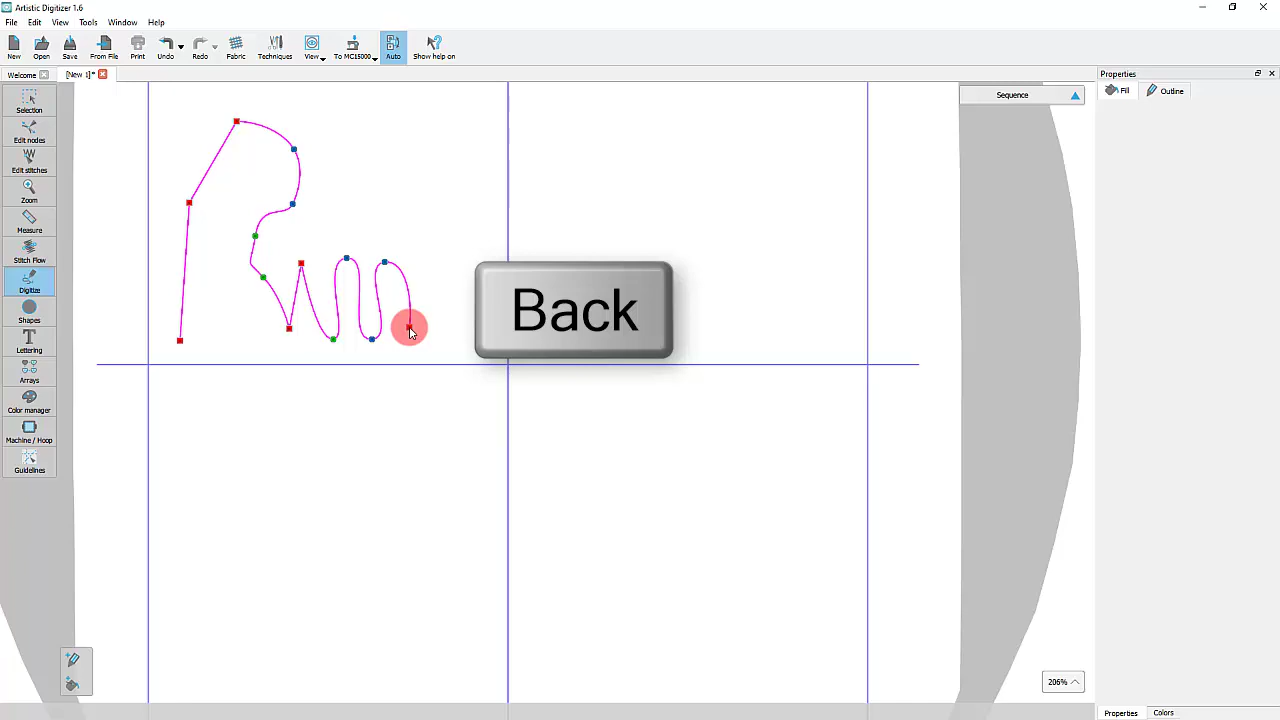 Artistic Digitizer 1.6
File Edit View Tools Window Help
New Open Save From File Print Undo Redo Fabric Techniques View To MC15000 Auto Show help on
Welcome [New 1]*
Properties
Fill Outline
Sequence
Selection
Edit nodes
Edit stitches
Zoom
Measure
Stitch Flow
Digitize
Shapes
Lettering
Arrays
Color manager
Machine / Hoop
Guidelines
Back
206%
Properties Colors